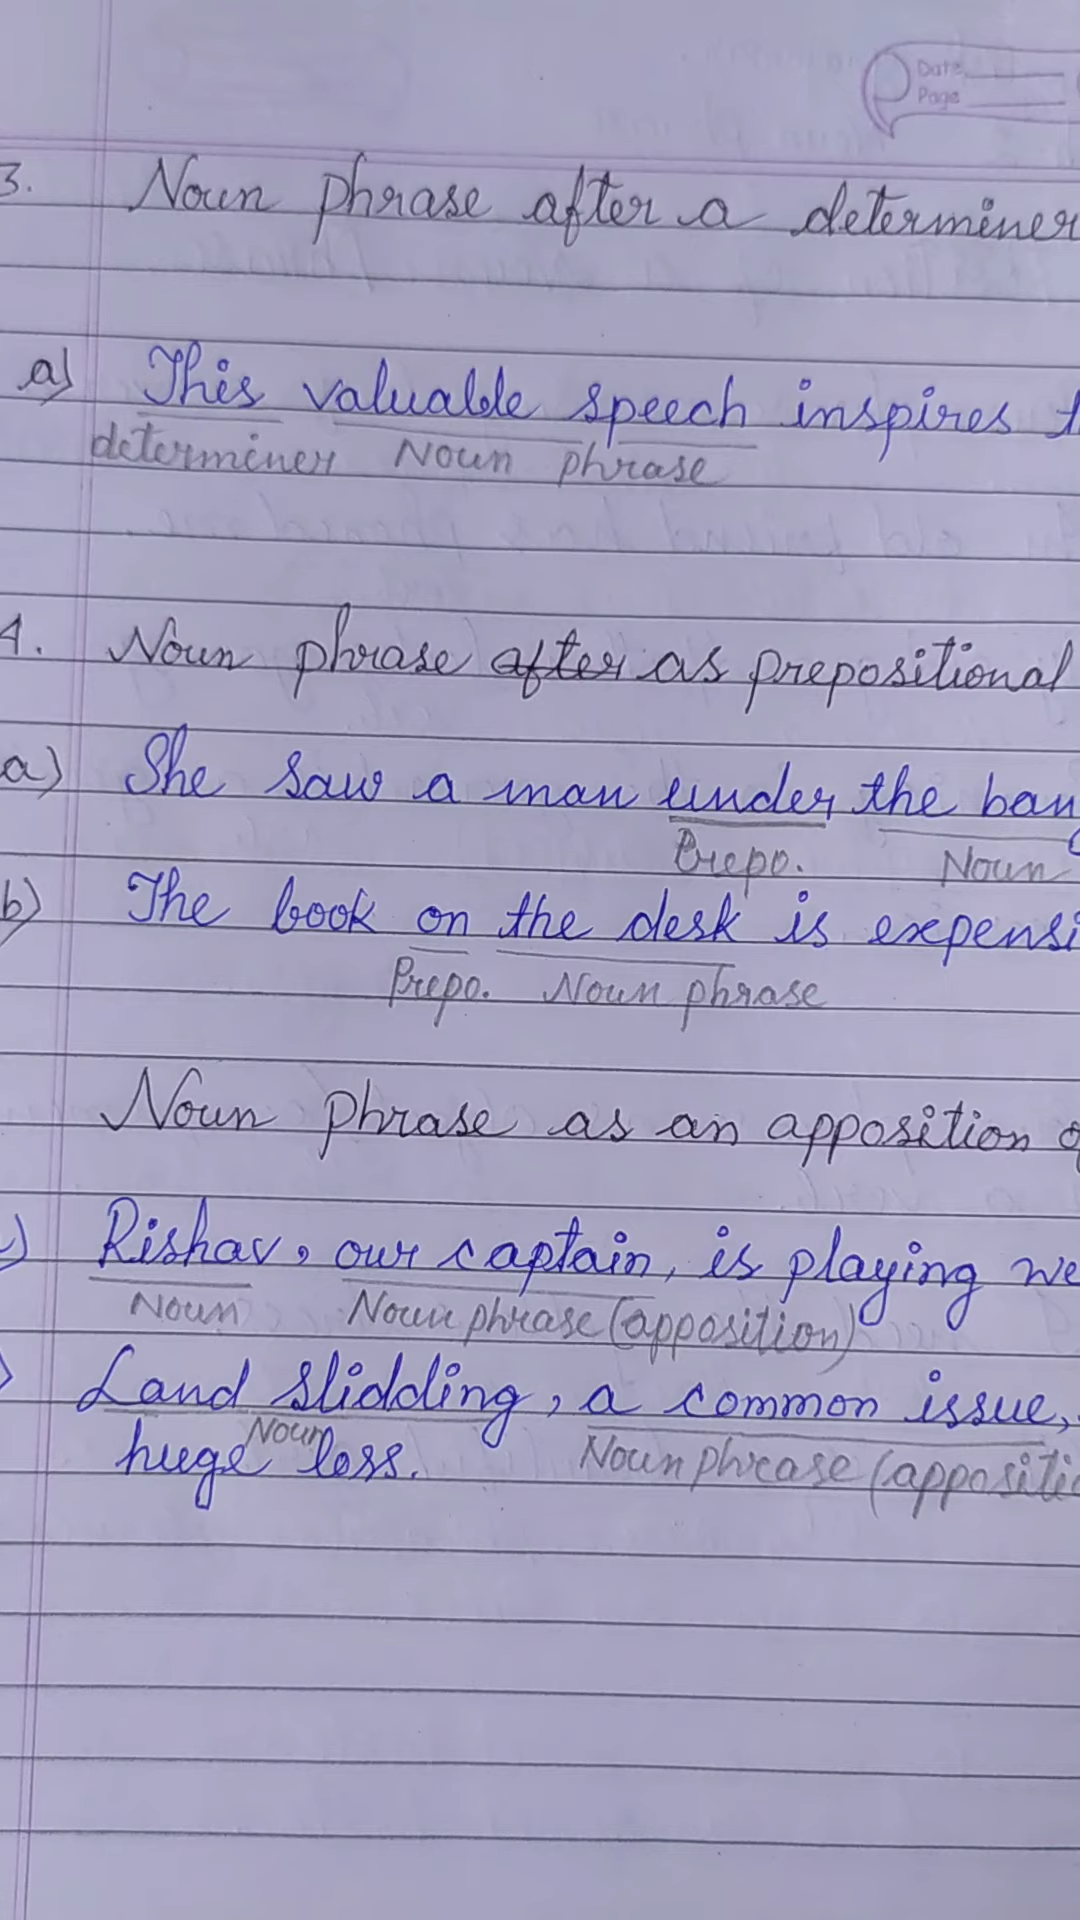 Date
Page
3. Noun phrase after a determiner
a) This valuable speech inspires t
determiner Noun phrase
4. Noun phrase after as prepositional
a) She saw a man under the ban
Prepo. Noun
b) The book on the desk is expensi
Prepo. Noun phrase
Noun phrase as an apposition o
) Rishav, our captain, is playing we
Noun Noun phrase (apposition)
) Land slidding, a common issue,
Noun Noun phrase (appositio
huge loss.